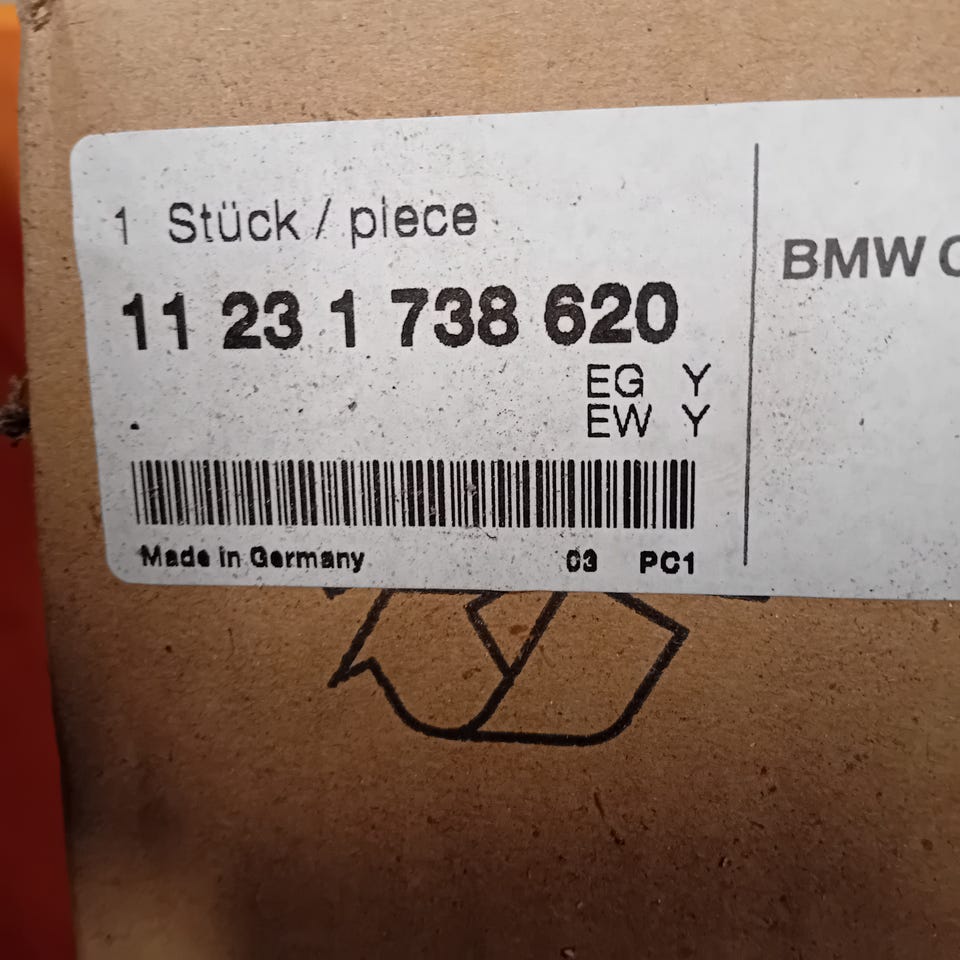 1 Stück / piece
11 23 1 738 620
EG Y
EW Y
.
Made in Germany 03 PC1
BMW